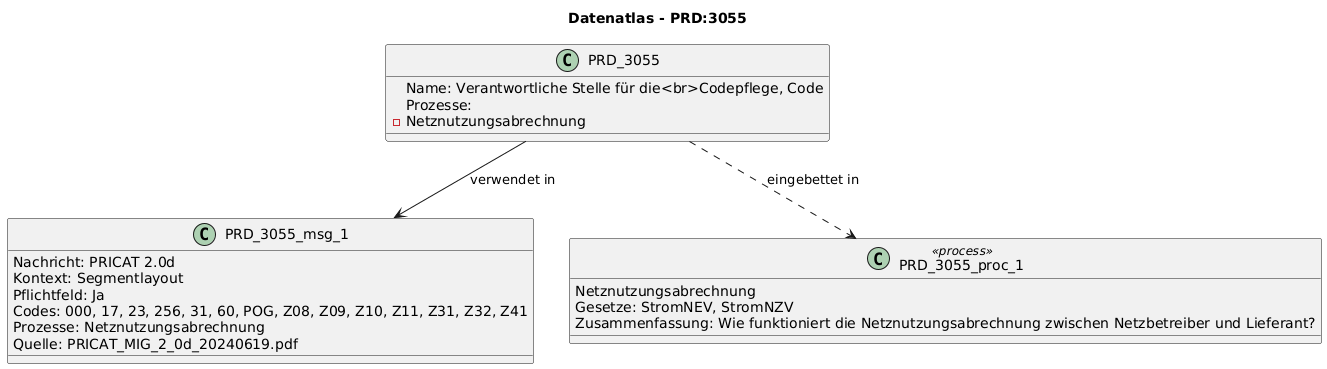 Datenatlas - PRD:3055
C PRD_3055
Name: Verantwortliche Stelle für die<br>Codepflege, Code
Prozesse:
Netznutzungsabrechnung
verwendet in
eingebettet in
C PRD_3055_msg_1
Nachricht: PRICAT 2.0d
Kontext: Segmentlayout
Pflichtfeld: Ja
Codes: 000, 17, 23, 256, 31, 60, POG, Z08, Z09, Z10, Z11, Z31, Z32, Z41
Prozesse: Netznutzungsabrechnung
Quelle: PRICAT_MIG_2_0d_20240619.pdf
«process»
C PRD_3055_proc_1
Netznutzungsabrechnung
Gesetze: StromNEV, StromNZV
Zusammenfassung: Wie funktioniert die Netznutzungsabrechnung zwischen Netzbetreiber und Lieferant?